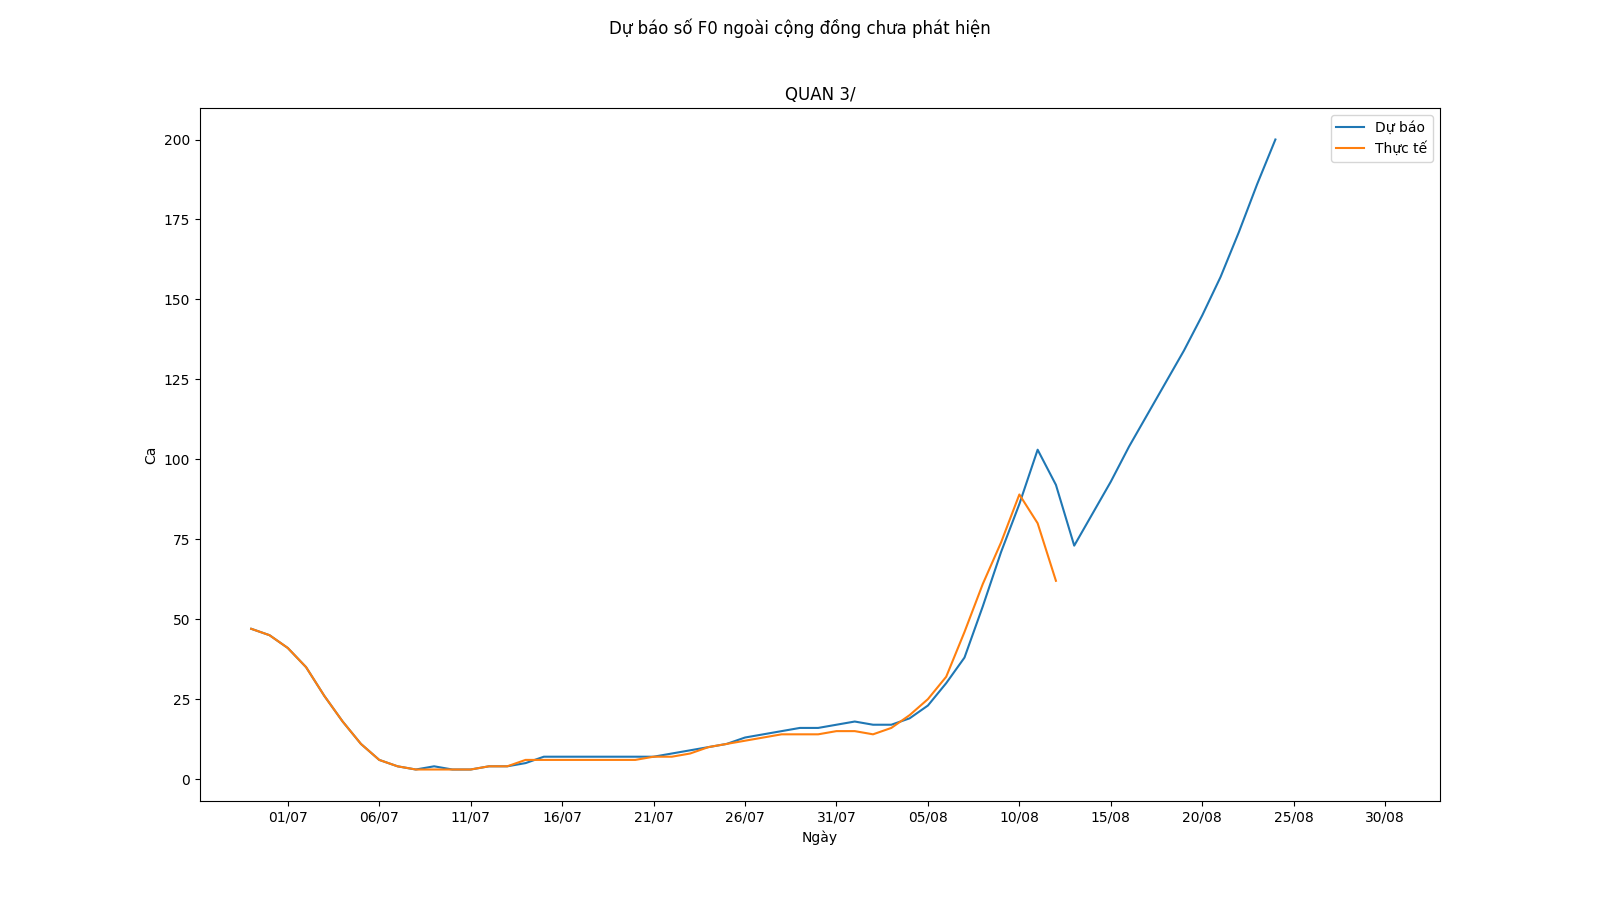 Dự báo số F0 ngoài cộng đồng chưa phát hiện
QUAN 3/
Dự báo
Thực tế
200
175
150
125
100
75
50
25
0
Ca
01/07 06/07 11/07 16/07 21/07 26/07 31/07 05/08 10/08 15/08 20/08 25/08 30/08
Ngày